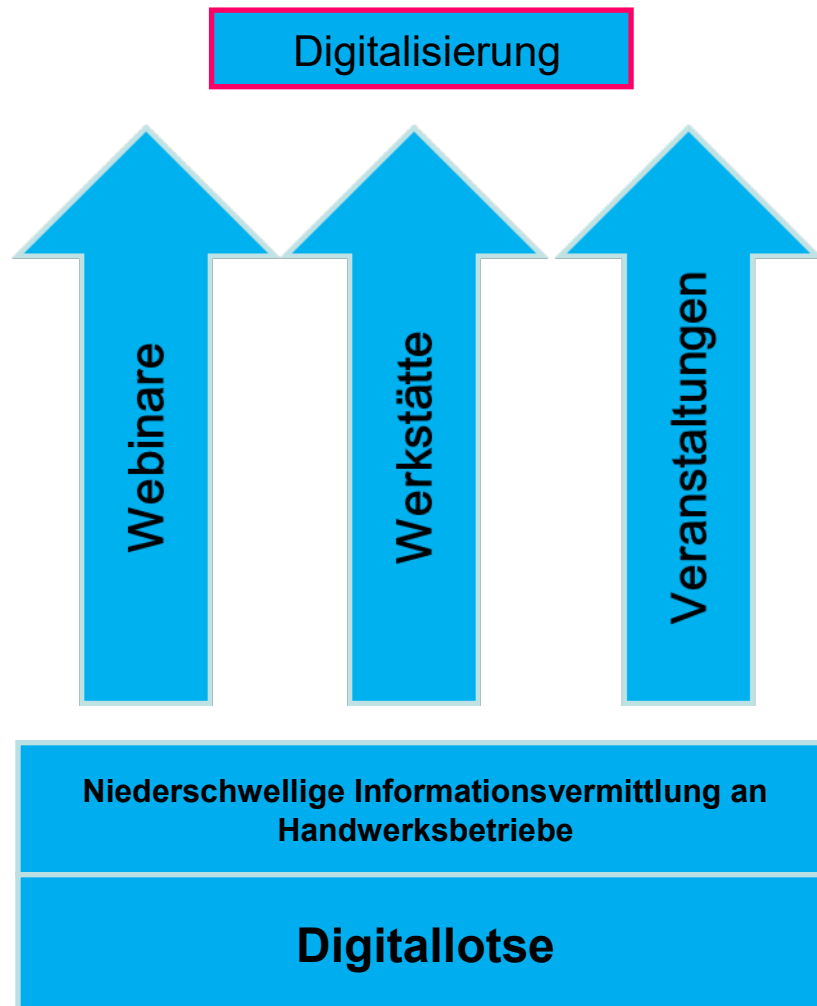 Digitalisierung
Webinare
Werkstätte
Veranstaltungen
Niederschwellige Informationsvermittlung an
Handwerksbetriebe
Digitallotse